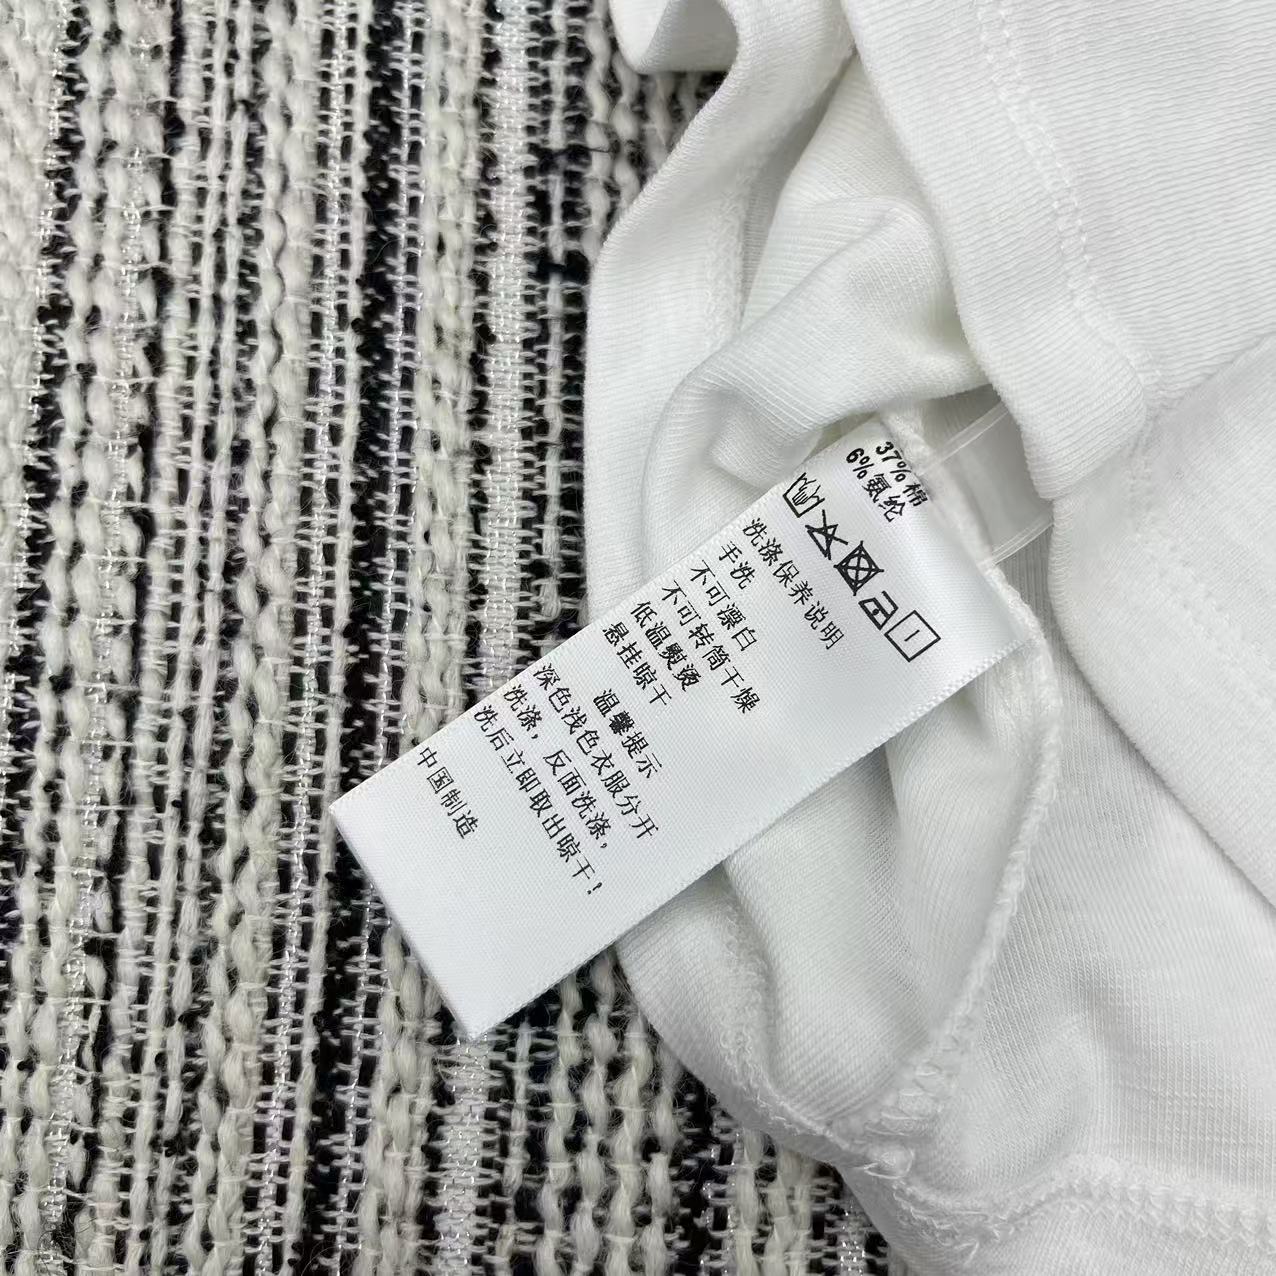 37%棉
6%氨纶
洗涤保养说明
手洗
不可漂白
不可转筒干燥
低温熨烫
悬挂晾干
温馨提示
深色浅色衣服分开
洗涤，反面洗涤，
洗后立即取出晾干！
中国制造